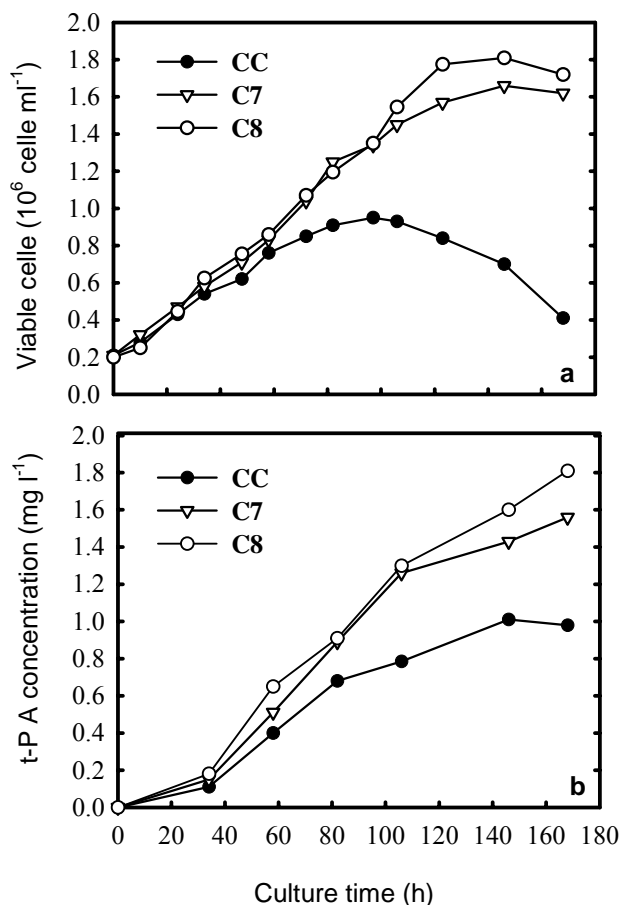 2.0
1.8
1.6
1.4
1.2
1.0
0.8
0.6
0.4
0.2
0.0
Viable celle (10⁶ celle ml⁻¹)
CC
C7
C8
a
2.0
1.8
1.6
1.4
1.2
1.0
0.8
0.6
0.4
0.2
0.0
t-P A concentration (mg l⁻¹)
CC
C7
C8
b
0 20 40 60 80 100 120 140 160 180
Culture time (h)